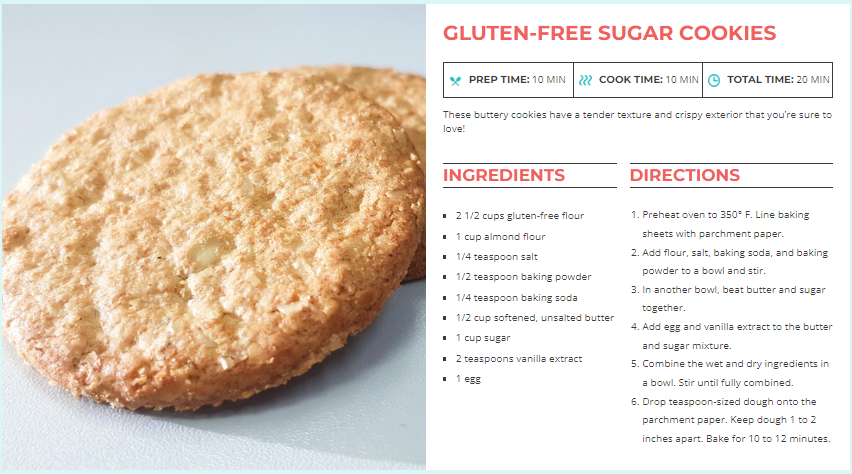 GLUTEN-FREE SUGAR COOKIES
PREP TIME: 10 MIN
COOK TIME: 10 MIN
TOTAL TIME: 20 MIN
These buttery cookies have a tender texture and crispy exterior that you're sure to
love!
INGREDIENTS
▪ 2 1/2 cups gluten-free flour
▪ 1 cup almond flour
▪ 1/4 teaspoon salt
▪ 1/2 teaspoon baking powder
▪ 1/4 teaspoon baking soda
▪ 1/2 cup softened, unsalted butter
▪ 1 cup sugar
▪ 2 teaspoons vanilla extract
▪ 1 egg
DIRECTIONS
1. Preheat oven to 350° F. Line baking
sheets with parchment paper.
2. Add flour, salt, baking soda, and baking
powder to a bowl and stir.
3. In another bowl, beat butter and sugar
together.
4. Add egg and vanilla extract to the butter
and sugar mixture.
5. Combine the wet and dry ingredients in
a bowl. Stir until fully combined.
6. Drop teaspoon-sized dough onto the
parchment paper. Keep dough 1 to 2
inches apart. Bake for 10 to 12 minutes.